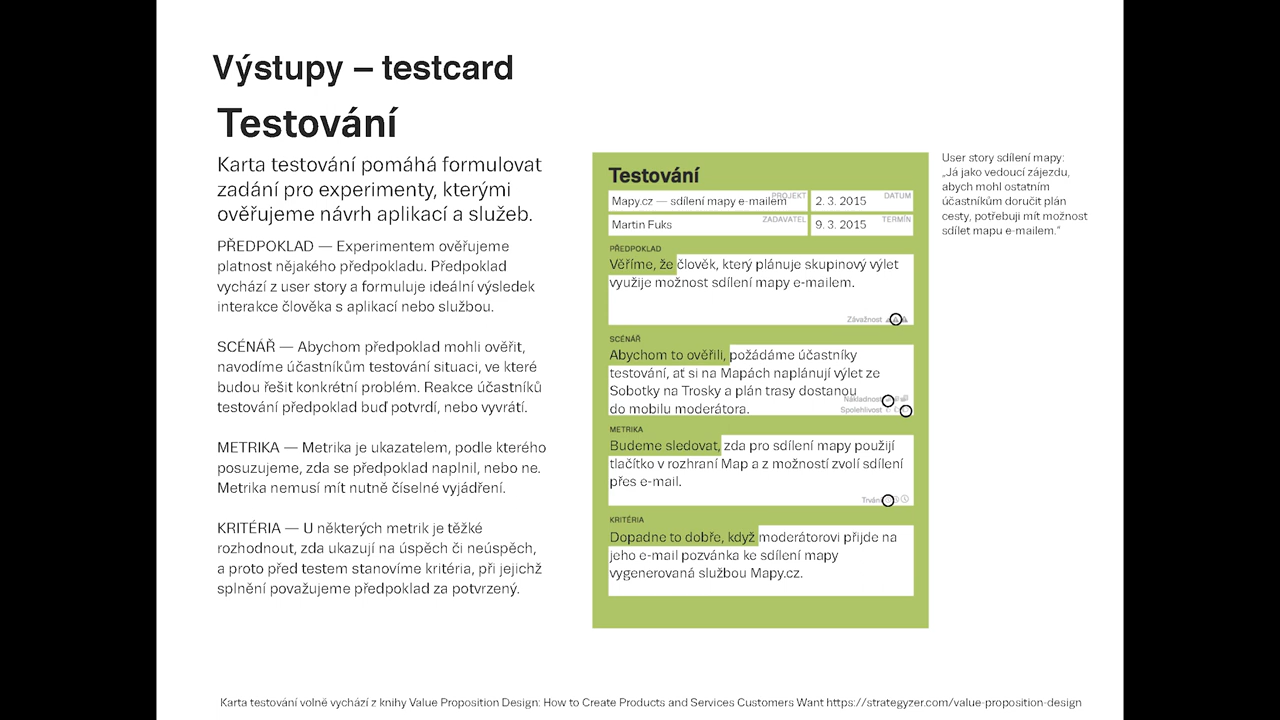 Výstupy – testcard
Testování
Karta testování pomáhá formulovat
zadání pro experimenty, kterými
ověřujeme návrh aplikací a služeb.
PŘEDPOKLAD — Experimentem ověřujeme
platnost nějakého předpokladu. Předpoklad
vychází z user story a formuluje ideální výsledek
interakce člověka s aplikací nebo službou.
SCÉNÁŘ — Abychom předpoklad mohli ověřit,
navodíme účastníkům testování situaci, ve které
budou řešit konkrétní problém. Reakce účastníků
testování předpoklad buď potvrdí, nebo vyvrátí.
METRIKA — Metrika je ukazatelem, podle kterého
posuzujeme, zda se předpoklad naplnil, nebo ne.
Metrika nemusí mít nutně číselné vyjádření.
KRITÉRIA — U některých metrik je těžké
rozhodnout, zda ukazují na úspěch či neúspěch,
a proto před testem stanovíme kritéria, při jejichž
splnění považujeme předpoklad za potvrzený.
Testování
PROJEKT
Mapy.cz — sdílení mapy e-mailem
DATUM
2. 3. 2015
ZADAVATEL
Martin Fuks
TERMÍN
9. 3. 2015
PŘEDPOKLAD
Věříme, že člověk, který plánuje skupinový výlet
využije možnost sdílení mapy e-mailem.
Závažnost
SCÉNÁŘ
Abychom to ověřili, požádáme účastníky
testování, ať si na Mapách naplánují výlet ze
Sobotky na Trosky a plán trasy dostanou
do mobilu moderátora.
Nákladnost
Spolehlivost
METRIKA
Budeme sledovat, zda pro sdílení mapy použijí
tlačítko v rozhraní Map a z možností zvolí sdílení
přes e-mail.
Trvání
KRITÉRIA
Dopadne to dobře, když moderátorovi přijde na
jeho e-mail pozvánka ke sdílení mapy
vygenerovaná službou Mapy.cz.
User story sdílení mapy:
„Já jako vedoucí zájezdu,
abych mohl ostatním
účastníkům doručit plán
cesty, potřebuji mít možnost
sdílet mapu e-mailem.“
Karta testování volně vychází z knihy Value Proposition Design: How to Create Products and Services Customers Want https://strategyzer.com/value-proposition-design